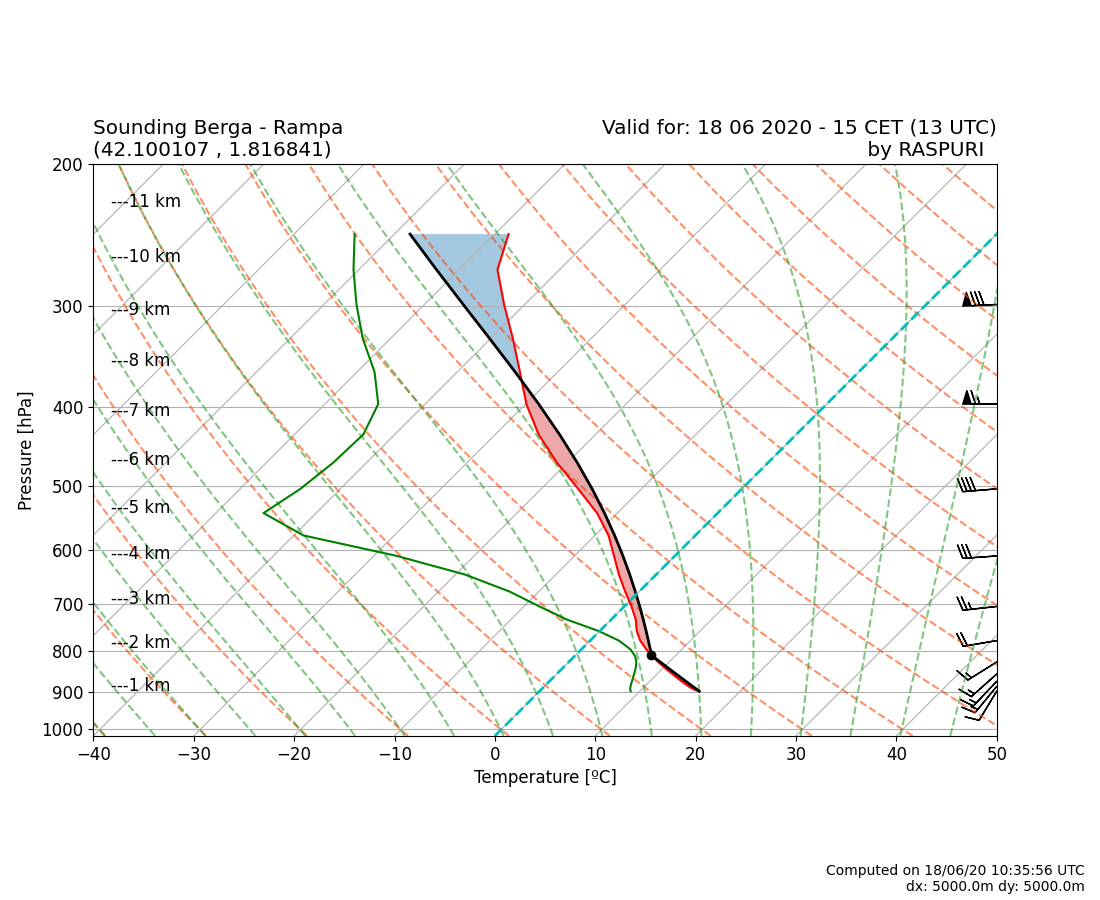 Sounding Berga - Rampa
(42.100107 , 1.816841)
Valid for: 18 06 2020 - 15 CET (13 UTC)
by RASPURI
200
300
400
500
600
700
800
900
1000
Pressure [hPa]
---11 km
---10 km
---9 km
---8 km
---7 km
---6 km
---5 km
---4 km
---3 km
---2 km
---1 km
−40 −30 −20 −10 0 10 20 30 40 50
Temperature [ºC]
Computed on 18/06/20 10:35:56 UTC
dx: 5000.0m dy: 5000.0m